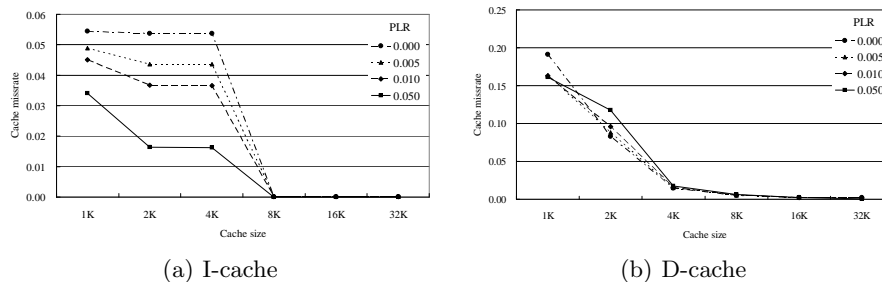 0.06
0.05
0.04
0.03
0.02
0.01
0.00
Cache missrate
1K 2K 4K 8K 16K 32K
Cache size
PLR
0.000
0.005
0.010
0.050
(a) I-cache
0.25
0.20
0.15
0.10
0.05
0.00
Cache missrate
1K 2K 4K 8K 16K 32K
Cache size
PLR
0.000
0.005
0.010
0.050
(b) D-cache